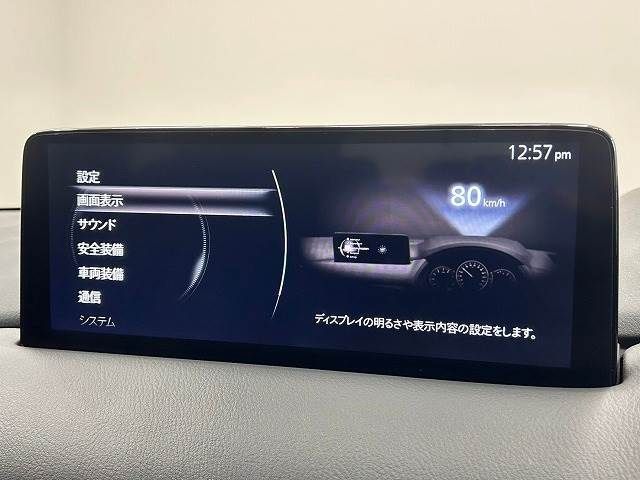 12:57 pm
設定
画面表示
サウンド
安全装備
車両装備
通信
システム
80 km/h
ディスプレイの明るさや表示内容の設定をします。